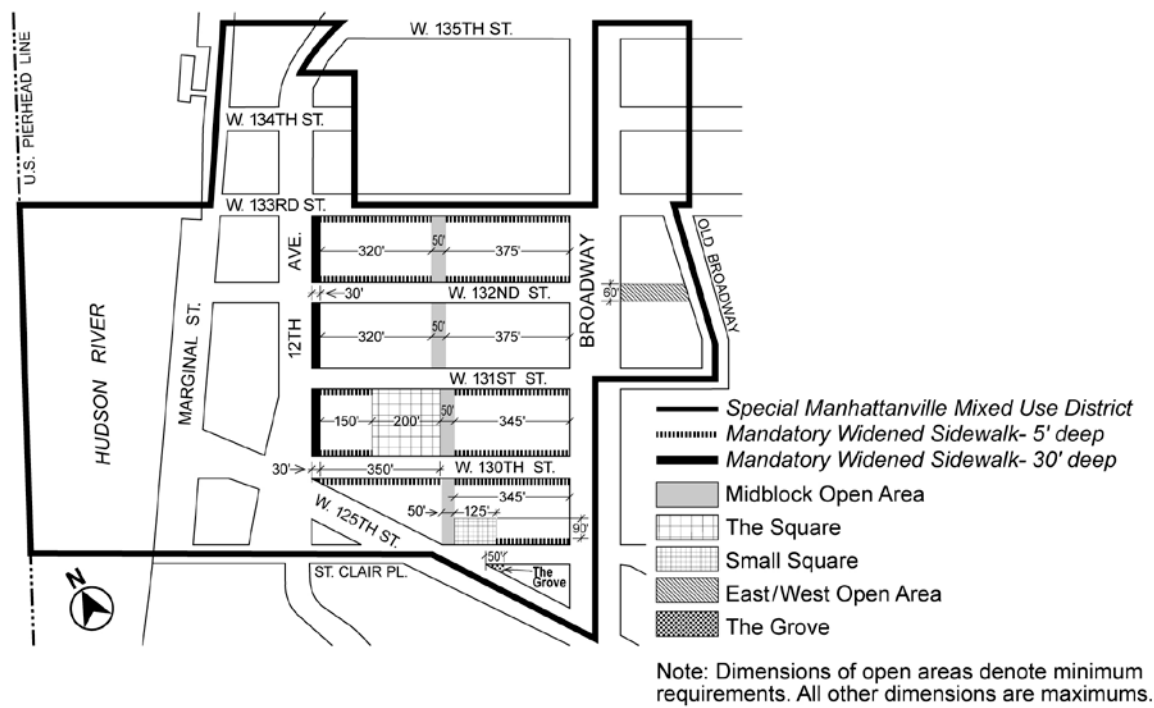 U.S. PIERHEAD LINE
W. 135TH ST.
W. 134TH ST.
W. 133RD ST.
320'
50'
375'
AVE.
BROADWAY
OLD BROADWAY
60'
30'
W. 132ND ST.
HUDSON RIVER
MARGINAL ST.
12TH
320'
50'
375'
W. 131ST ST.
150'
200'
50'
345'
30'
350'
W. 130TH ST.
345'
50'
125'
90'
W. 125TH ST.
50'
The
Grove
ST. CLAIR PL.
N
Special Manhattanville Mixed Use District
Mandatory Widened Sidewalk- 5' deep
Mandatory Widened Sidewalk- 30' deep
Midblock Open Area
The Square
Small Square
East/West Open Area
The Grove
Note: Dimensions of open areas denote minimum
requirements. All other dimensions are maximums.